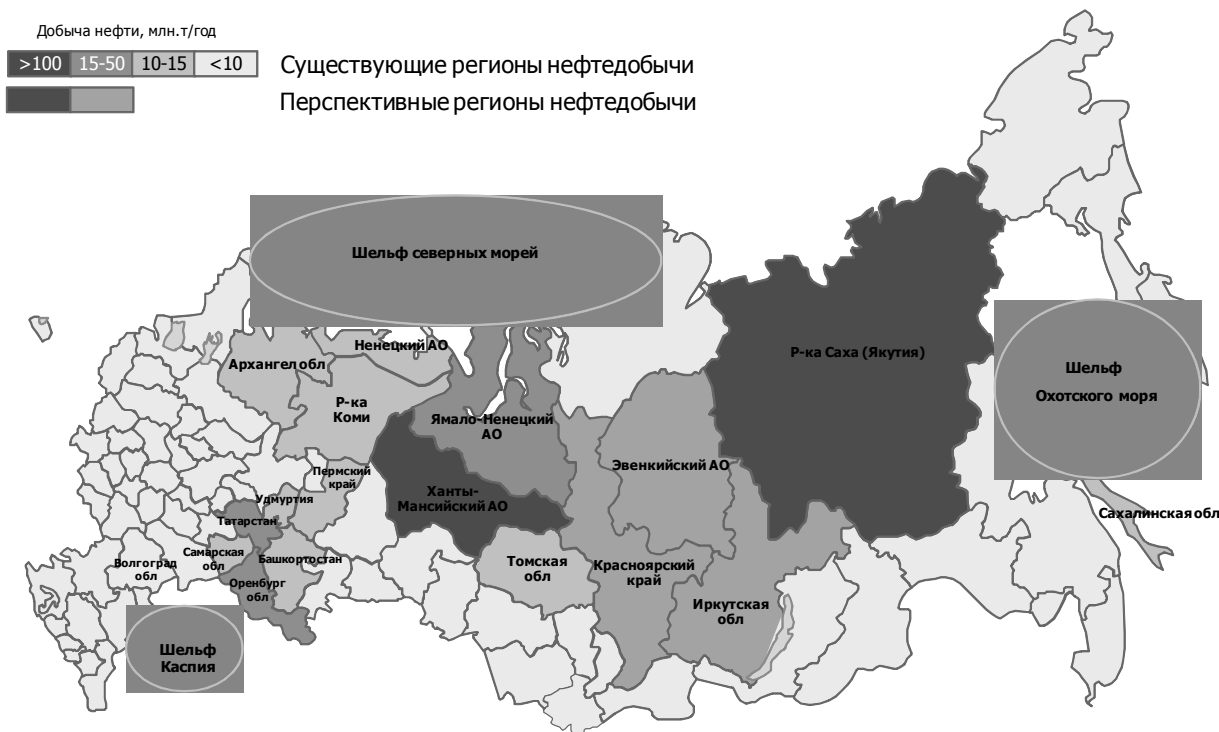 Добыча нефти, млн.т/год
>100 15-50 10-15 <10
Существующие регионы нефтедобычи
Перспективные регионы нефтедобычи
Шельф северных морей
Ненецкий АО
Архангел обл
Р-ка Саха (Якутия)
Шельф
Охотского моря
Р-ка
Коми
Ямало-Ненецкий
АО
Эвенкийский АО
Пермский
край
Ханты-
Мансийский АО
Удмуртия
Татарстан
Сахалинская обл
Самарская
обл
Башкортостан
Волгоград
обл
Оренбург
обл
Томская
обл
Красноярский
край
Иркутская
обл
Шельф
Каспия